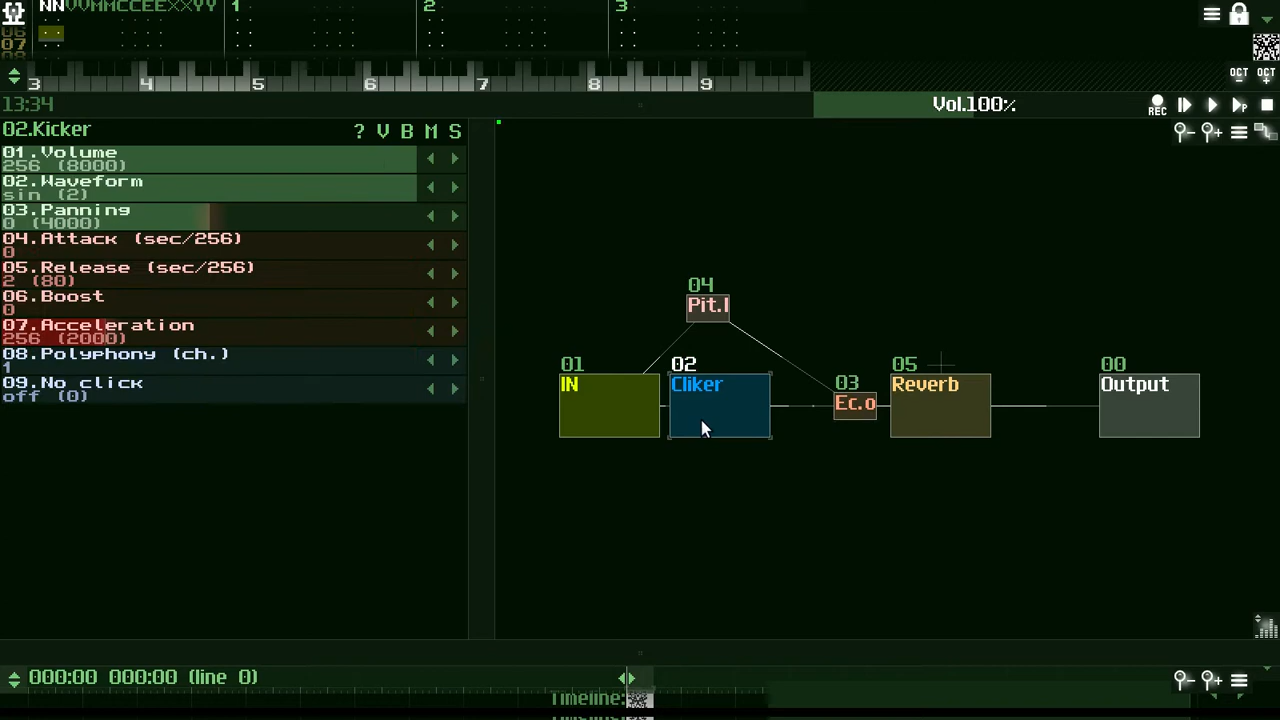 NNVVMMCCEEXXYY 1 2 3
06
07
3 4 5 6 7 8 9
OCT OCT
13:34
Vol.100%
REC
02.Kicker
? V B M S
01.Volume
256 (8000)
02.Waveform
sin (2)
03.Panning
0 (4000)
04.Attack (sec/256)
0
05.Release (sec/256)
2 (80)
06.Boost
0
07.Acceleration
256 (2000)
08.Polyphony (ch.)
1
09.No click
off (0)
04
Pit.
01
IN
02
Cliker
03
Ec.o
05
Reverb
00
Output
000:00 000:00 (line 0)
Timeline: